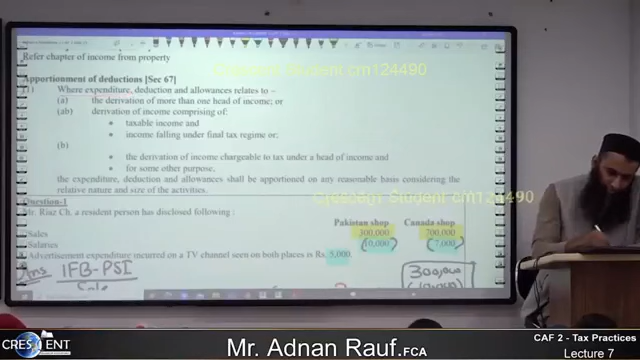 Refer chapter of income from property
Crescent Student cm124490
Apportionment of deductions [Sec 67]
(1) Where expenditure, deduction and allowances relates to –
(a) the derivation of more than one head of income; or
(ab) derivation of income comprising of:
• taxable income and
• income falling under final tax regime or;
(b)
• the derivation of income chargeable to tax under a head of income and
• for some other purpose,
the expenditure, deduction and allowances shall be apportioned on any reasonable basis considering the
relative nature and size of the activities.
Crescent Student cm124490
Question-1
Mr. Riaz Ch, a resident person has disclosed following:
Pakistan shop Canada shop
Sales 300,000 200,000
Salaries (10,000) (7,000)
Advertisement expenditure incurred on a TV channel seen on both places is Rs. 5,000.
Ans IFB-PSI
Sale
300,000
(10,000)
CRESCENT
Mr. Adnan Rauf.FCA
CAF 2 - Tax Practices
Lecture 7